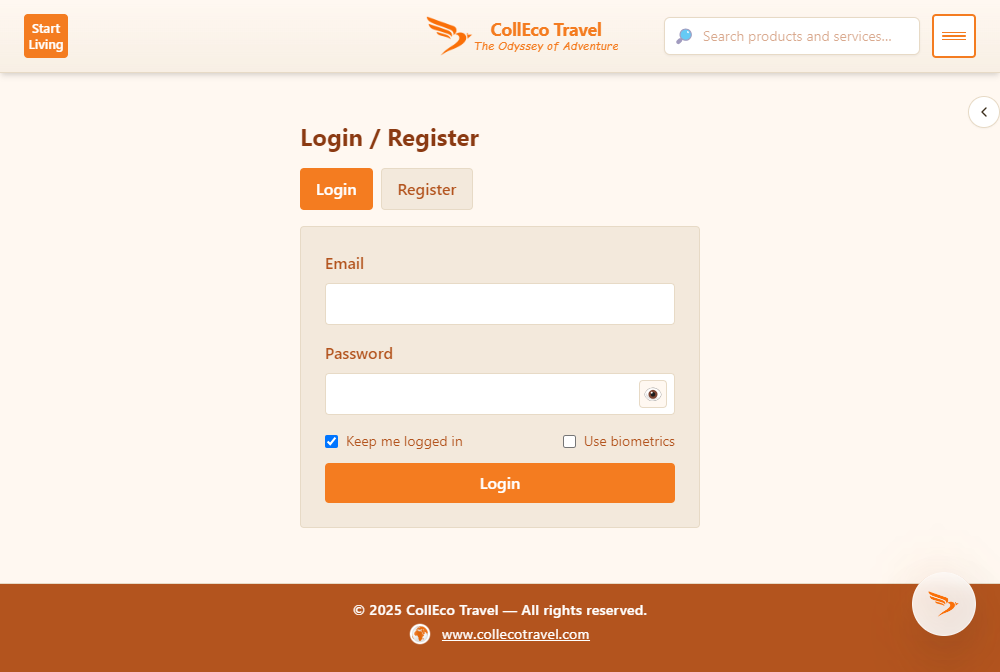 Start
Living
CollEco Travel
The Odyssey of Adventure
Search products and services...
Login / Register
Login
Register
Email
Password
Keep me logged in
Use biometrics
Login
© 2025 CollEco Travel — All rights reserved.
www.collecotravel.com